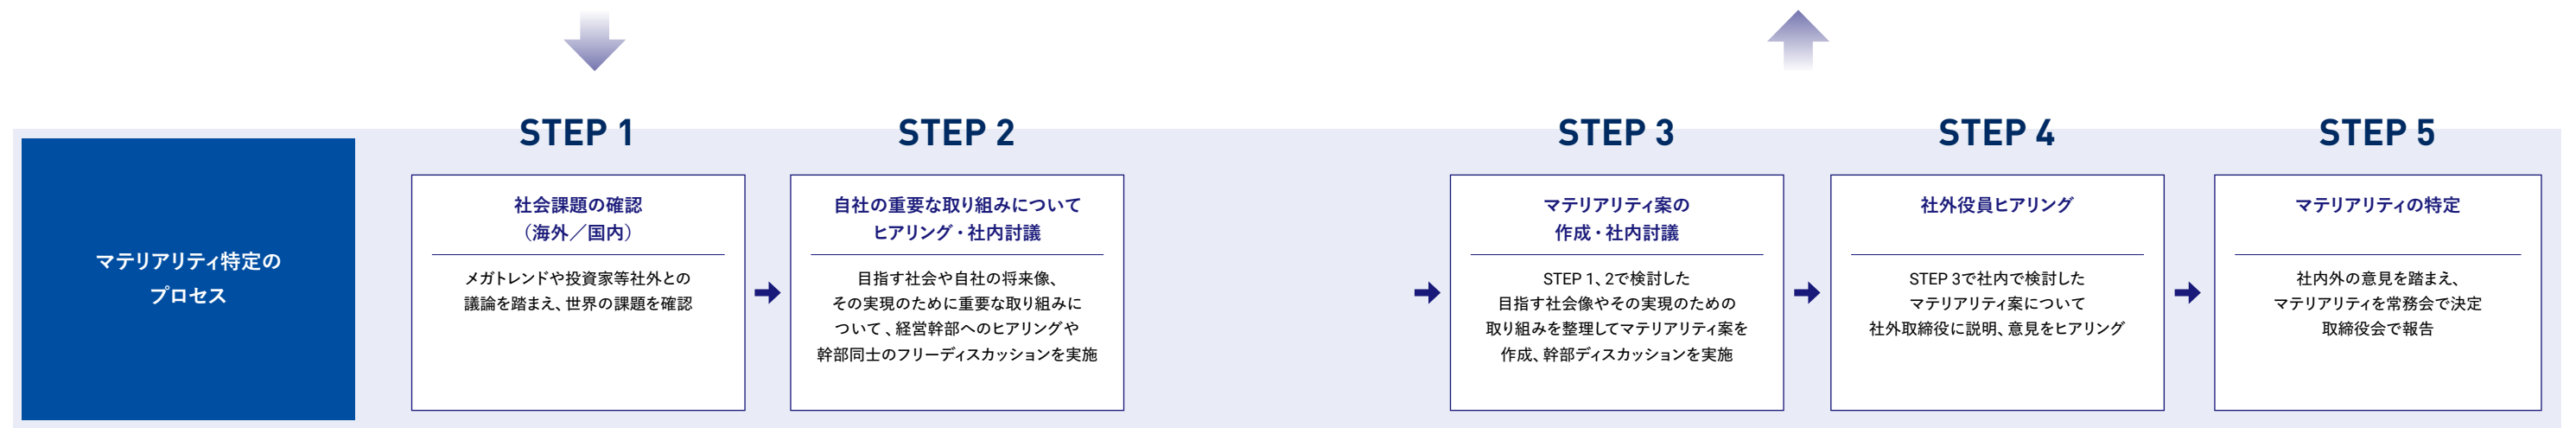 マテリアリティ特定の
プロセス
STEP 1
社会課題の確認
（海外／国内）
メガトレンドや投資家等社外との
議論を踏まえ、世界の課題を確認
STEP 2
自社の重要な取り組みについて
ヒアリング・社内討議
目指す社会や自社の将来像、
その実現のために重要な取り組みに
ついて、経営幹部へのヒアリングや
幹部同士のフリーディスカッションを実施
STEP 3
マテリアリティ案の
作成・社内討議
STEP 1、2で検討した
目指す社会像やその実現のための
取り組みを整理してマテリアリティ案を
作成、幹部ディスカッションを実施
STEP 4
社外役員ヒアリング
STEP 3で社内で検討した
マテリアリティ案について
社外取締役に説明、意見をヒアリング
STEP 5
マテリアリティの特定
社内外の意見を踏まえ、
マテリアリティを常務会で決定
取締役会で報告